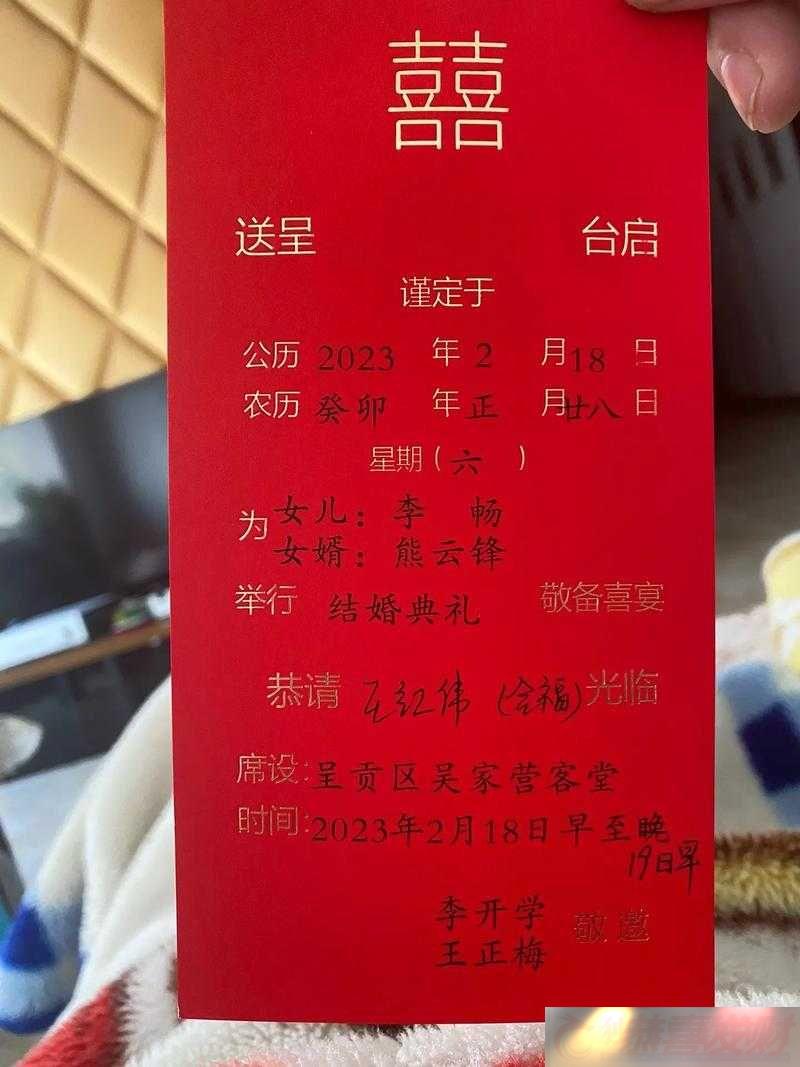 囍
送呈 台启
谨定于
公历 2023 年 2 月 18 日
农历 癸卯 年 正 月 廿八 日
星期（六）
为 女儿：李 畅
女婿：熊云锋
举行 结婚典礼 敬备喜宴
恭请 王红伟（合福）光临
席设：呈贡区吴家营客堂
时间：2023年2月18日早至晚
19日早
李开学
王正梅 敬邀